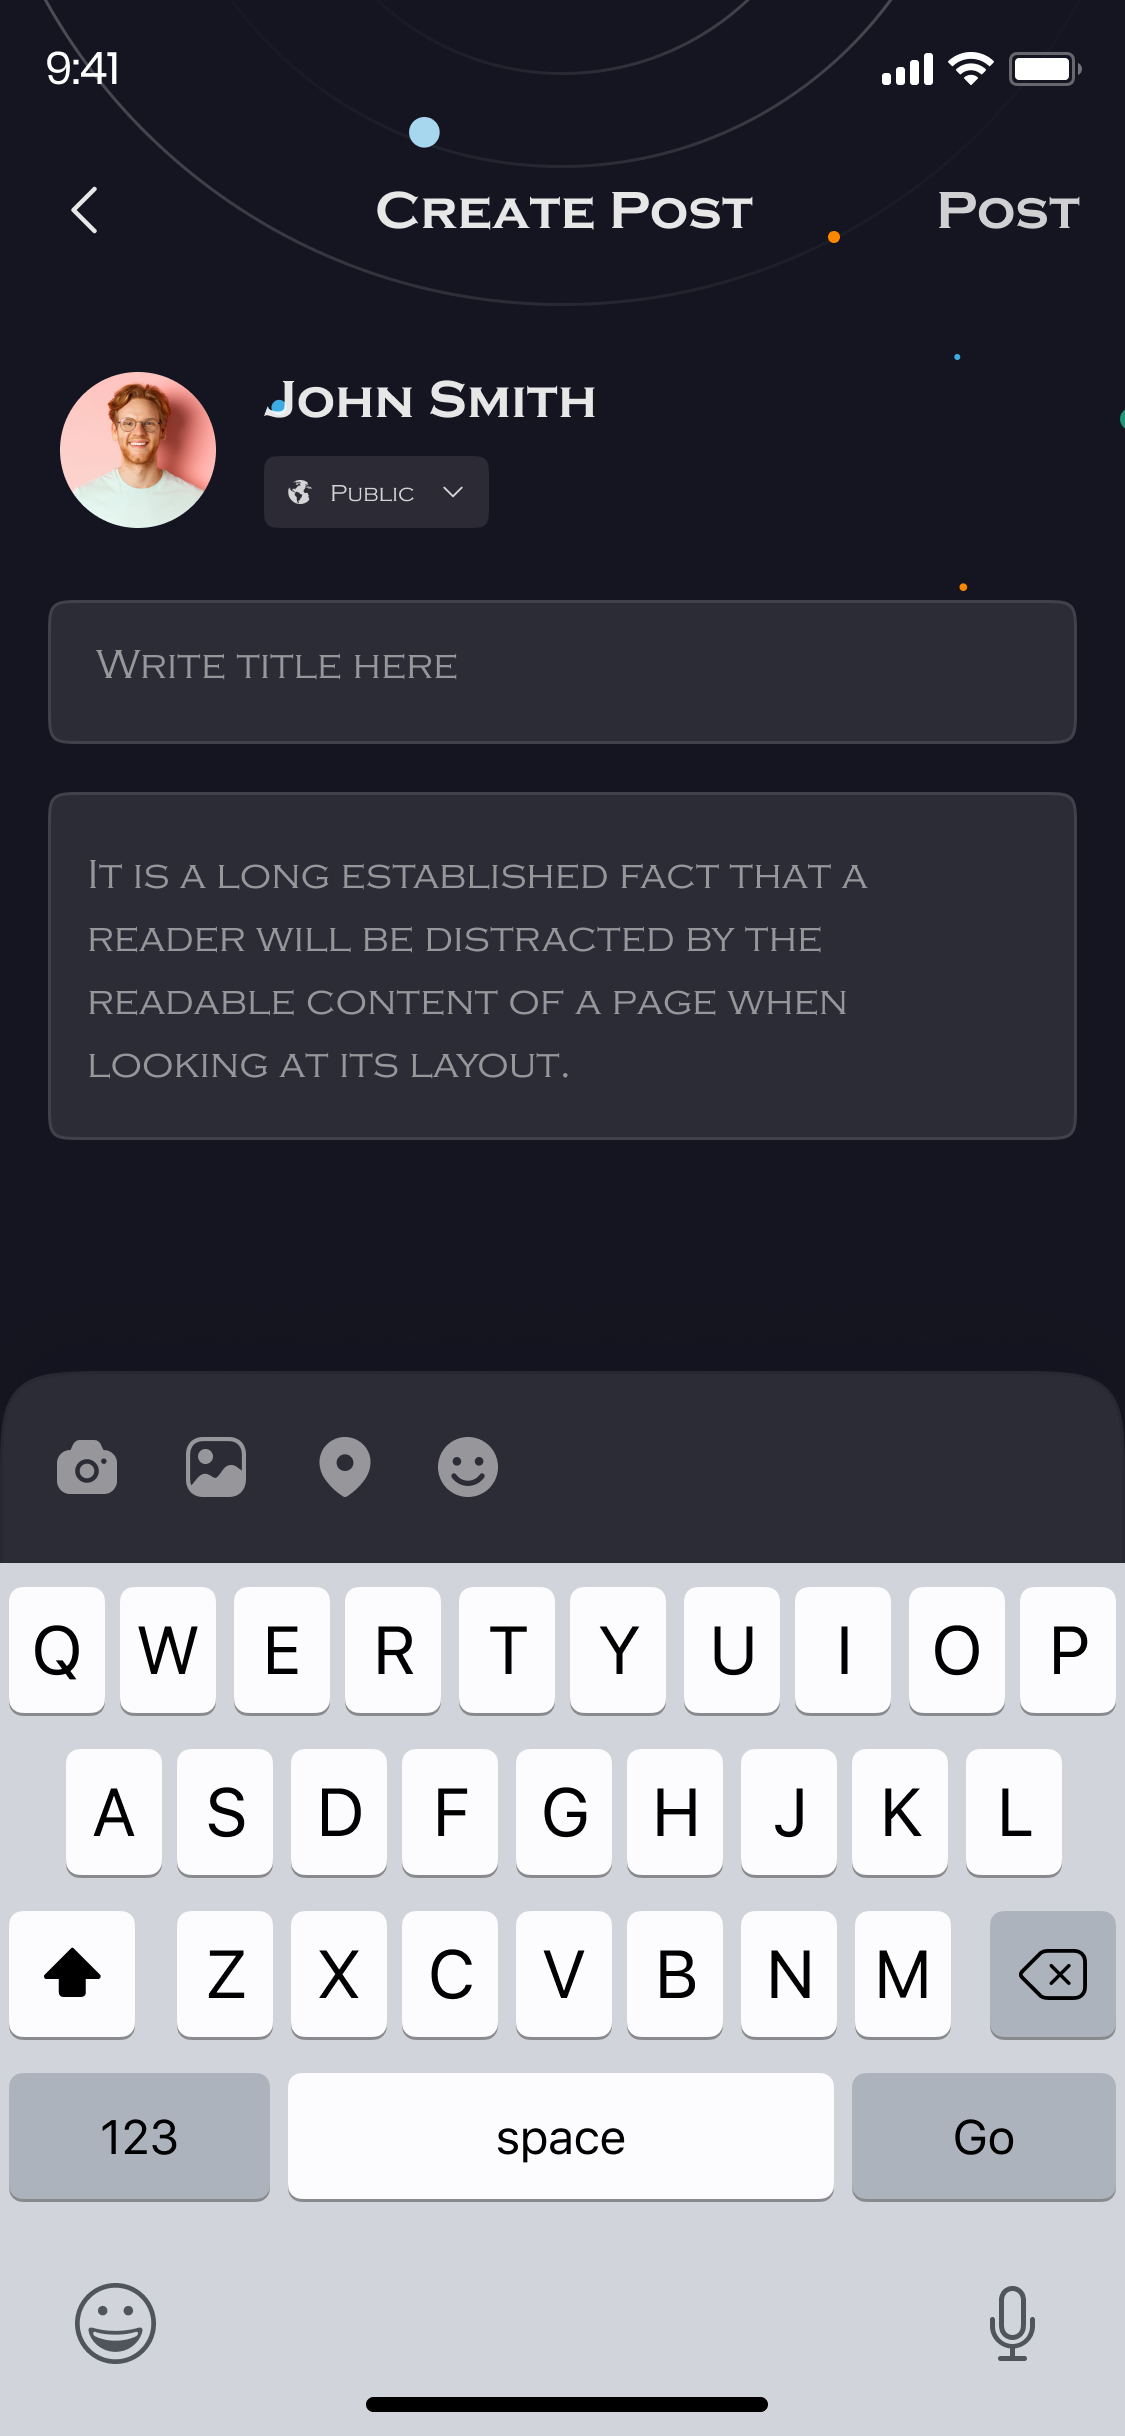 9:41
Create Post
Post
John Smith
Public
Write title here
It is a long established fact that a
reader will be distracted by the
readable content of a page when
looking at its layout.
Q W E R T Y U I O P
A S D F G H J K L
Z X C V B N M
123 space Go